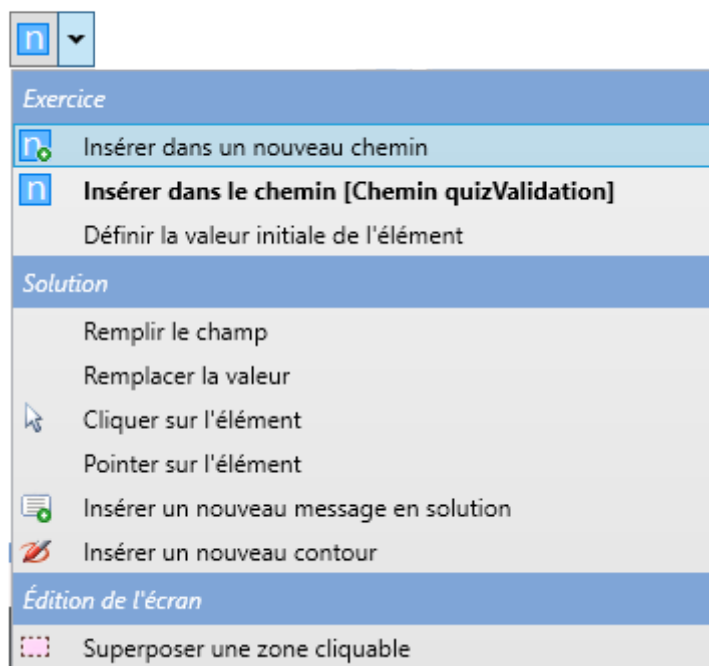 n
Exercice
Insérer dans un nouveau chemin
Insérer dans le chemin [Chemin quizValidation]
Définir la valeur initiale de l'élément
Solution
Remplir le champ
Remplacer la valeur
Cliquer sur l'élément
Pointer sur l'élément
Insérer un nouveau message en solution
Insérer un nouveau contour
Édition de l'écran
Superposer une zone cliquable